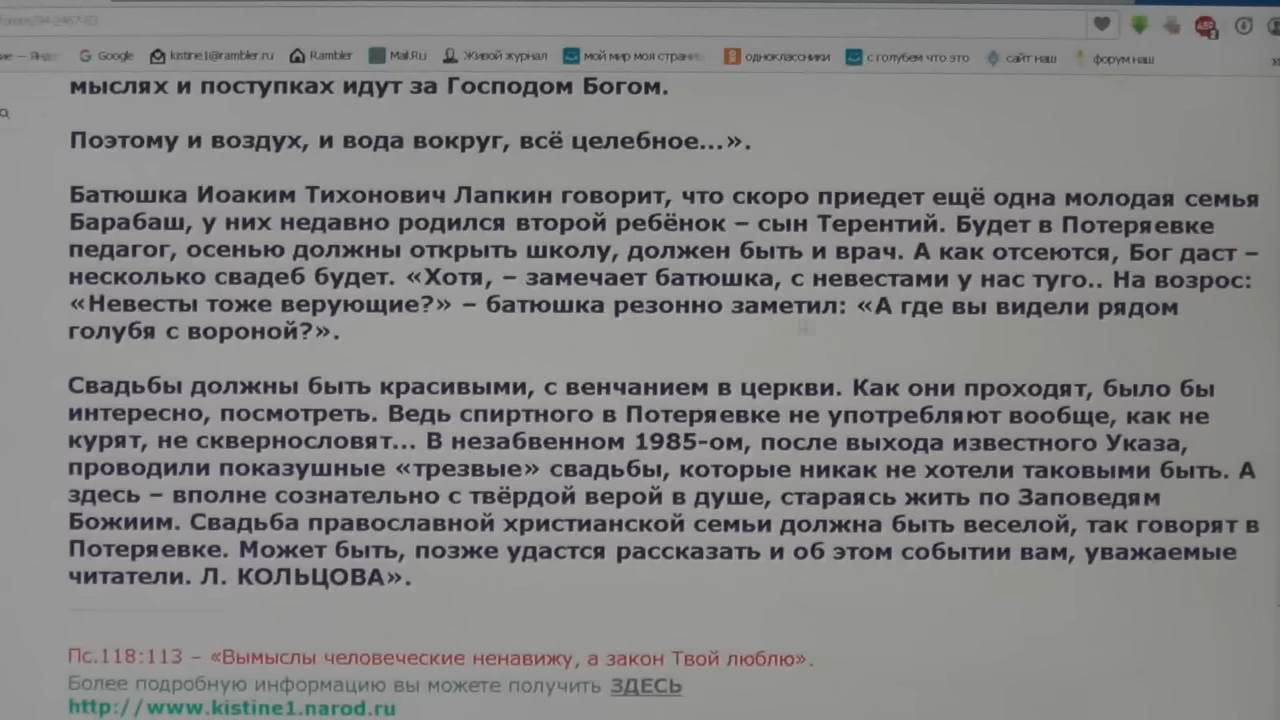 Google kistine1@rambler.ru Rambler Mail.Ru Живой журнал мой мир моя страни одноклассники с голубем что это сайт наш форум наш
мыслях и поступках идут за Господом Богом.
Поэтому и воздух, и вода вокруг, всё целебное...».
Батюшка Иоаким Тихонович Лапкин говорит, что скоро приедет ещё одна молодая семья
Барабаш, у них недавно родился второй ребёнок – сын Терентий. Будет в Потеряевке
педагог, осенью должны открыть школу, должен быть и врач. А как отсеются, Бог даст –
несколько свадеб будет. «Хотя, – замечает батюшка, с невестами у нас туго.. На возрос:
«Невесты тоже верующие?» – батюшка резонно заметил: «А где вы видели рядом
голубя с вороной?».
Свадьбы должны быть красивыми, с венчанием в церкви. Как они проходят, было бы
интересно, посмотреть. Ведь спиртного в Потеряевке не употребляют вообще, как не
курят, не сквернословят... В незабвенном 1985-ом, после выхода известного Указа,
проводили показушные «трезвые» свадьбы, которые никак не хотели таковыми быть. А
здесь – вполне сознательно с твёрдой верой в душе, стараясь жить по Заповедям
Божиим. Свадьба православной христианской семьи должна быть веселой, так говорят в
Потеряевке. Может быть, позже удастся рассказать и об этом событии вам, уважаемые
читатели. Л. КОЛЬЦОВА».
Пс.118:113 – «Вымыслы человеческие ненавижу, а закон Твой люблю».
Более подробную информацию вы можете получить ЗДЕСЬ
http://www.kistine1.narod.ru